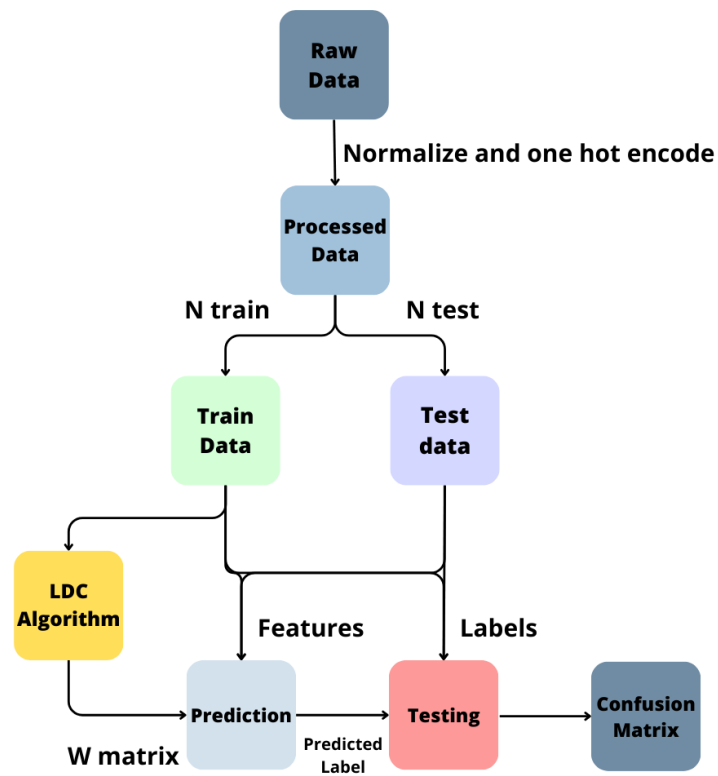 Raw
Data
Normalize and one hot encode
Processed
Data
N train
N test
Train
Data
Test
data
LDC
Algorithm
Features
Labels
Prediction
Testing
Confusion
Matrix
W matrix
Predicted
Label